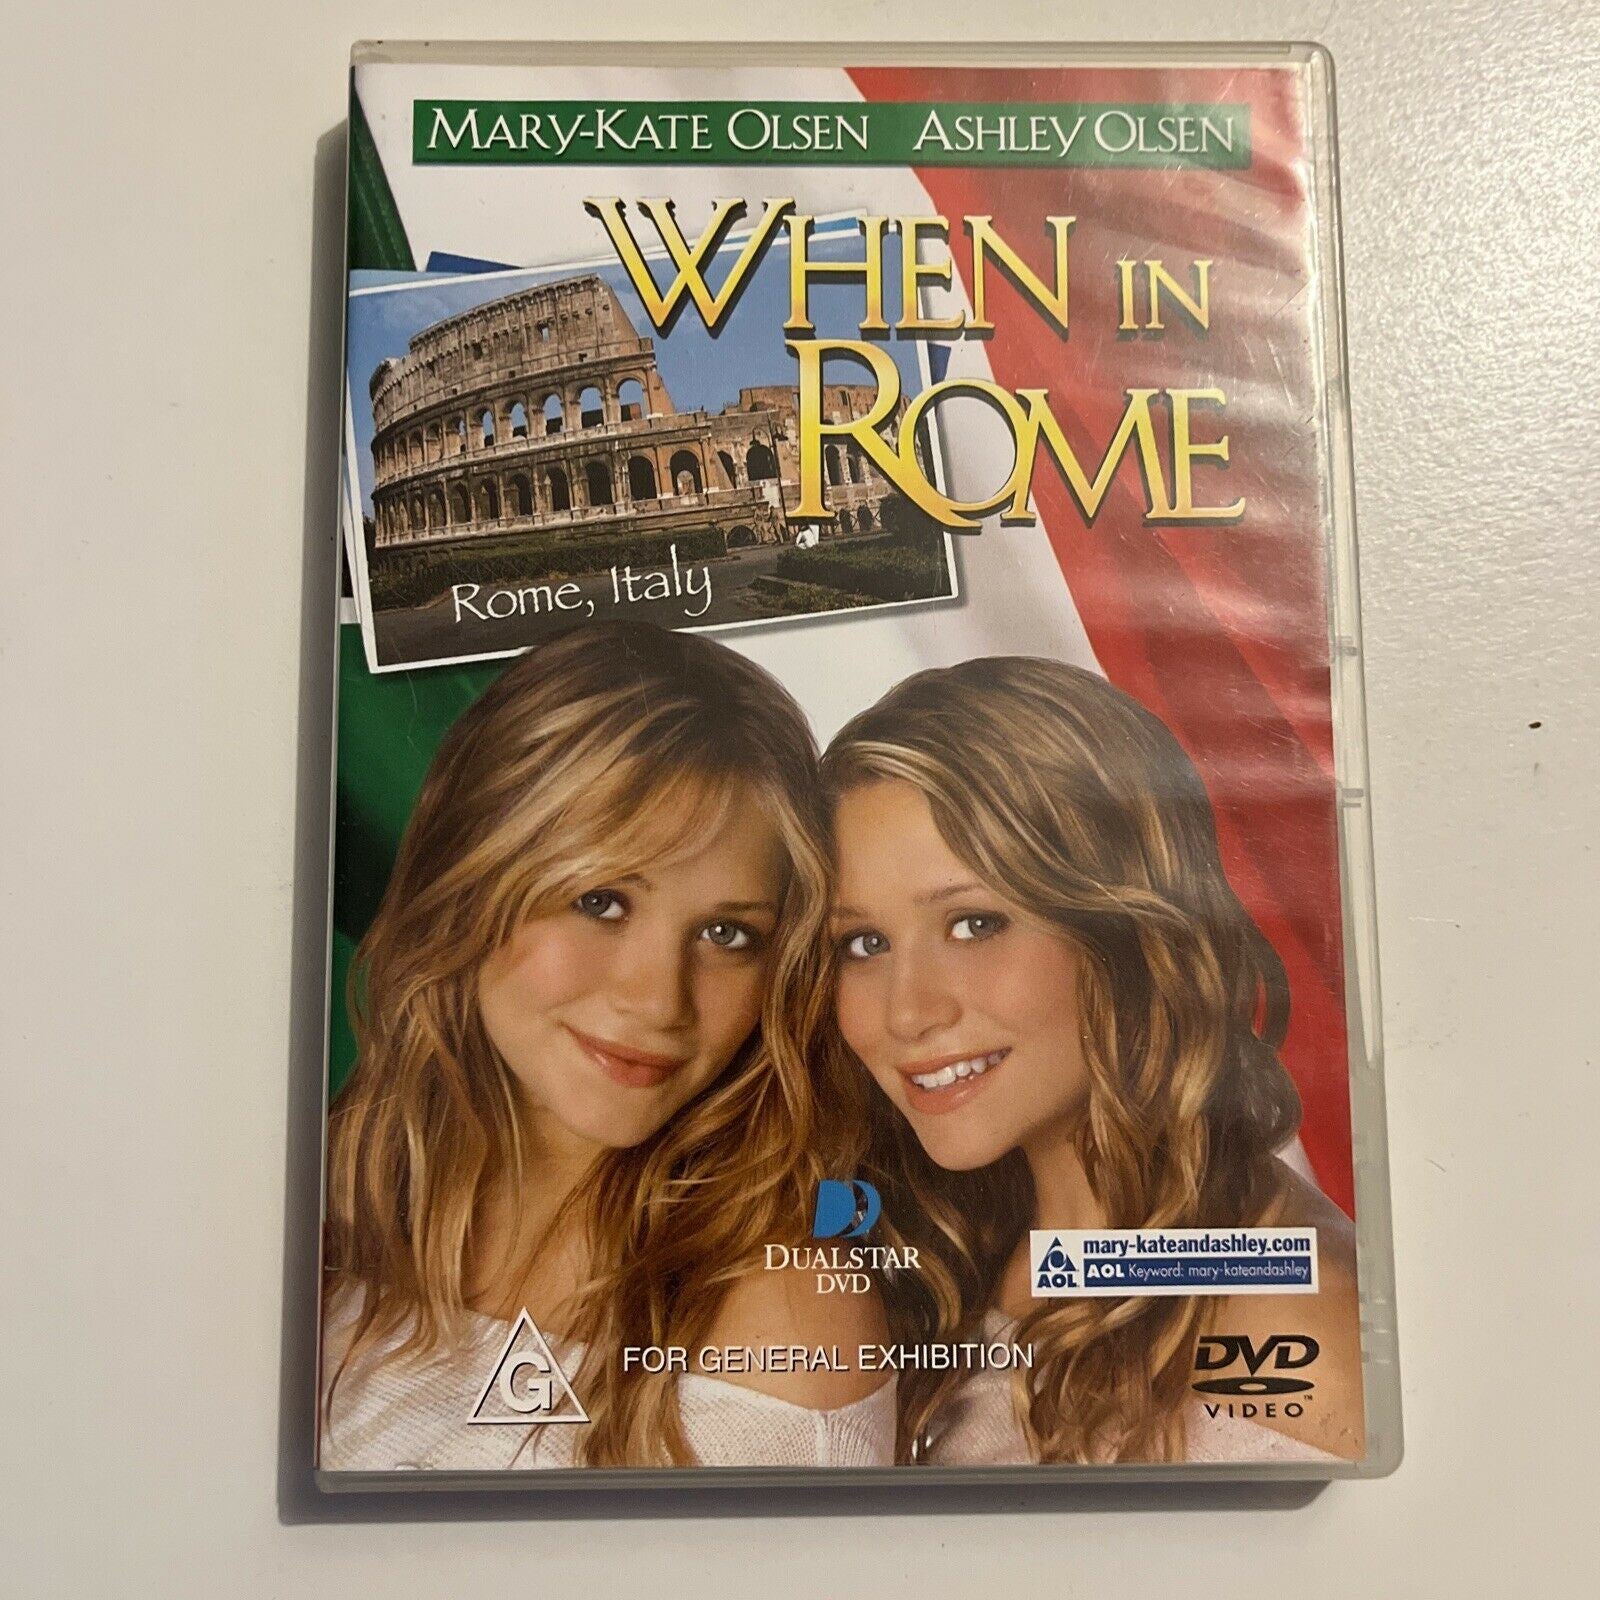 MARY-KATE OLSEN ASHLEY OLSEN
WHEN IN
ROME
Rome, Italy
DUALSTAR
DVD
mary-kateandashley.com
AOL AOL Keyword: mary-kateandashley
G FOR GENERAL EXHIBITION
DVD
VIDEO™